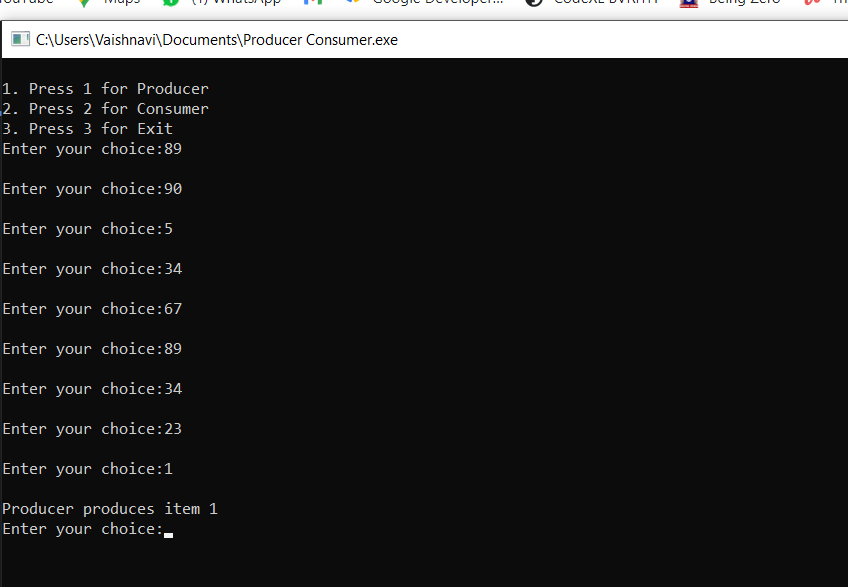 Maps (1) WhatsApp Google Developer... Being Zero
C:\Users\Vaishnavi\Documents\Producer Consumer.exe
1. Press 1 for Producer
2. Press 2 for Consumer
3. Press 3 for Exit
Enter your choice:89
Enter your choice:90
Enter your choice:5
Enter your choice:34
Enter your choice:67
Enter your choice:89
Enter your choice:34
Enter your choice:23
Enter your choice:1
Producer produces item 1
Enter your choice: